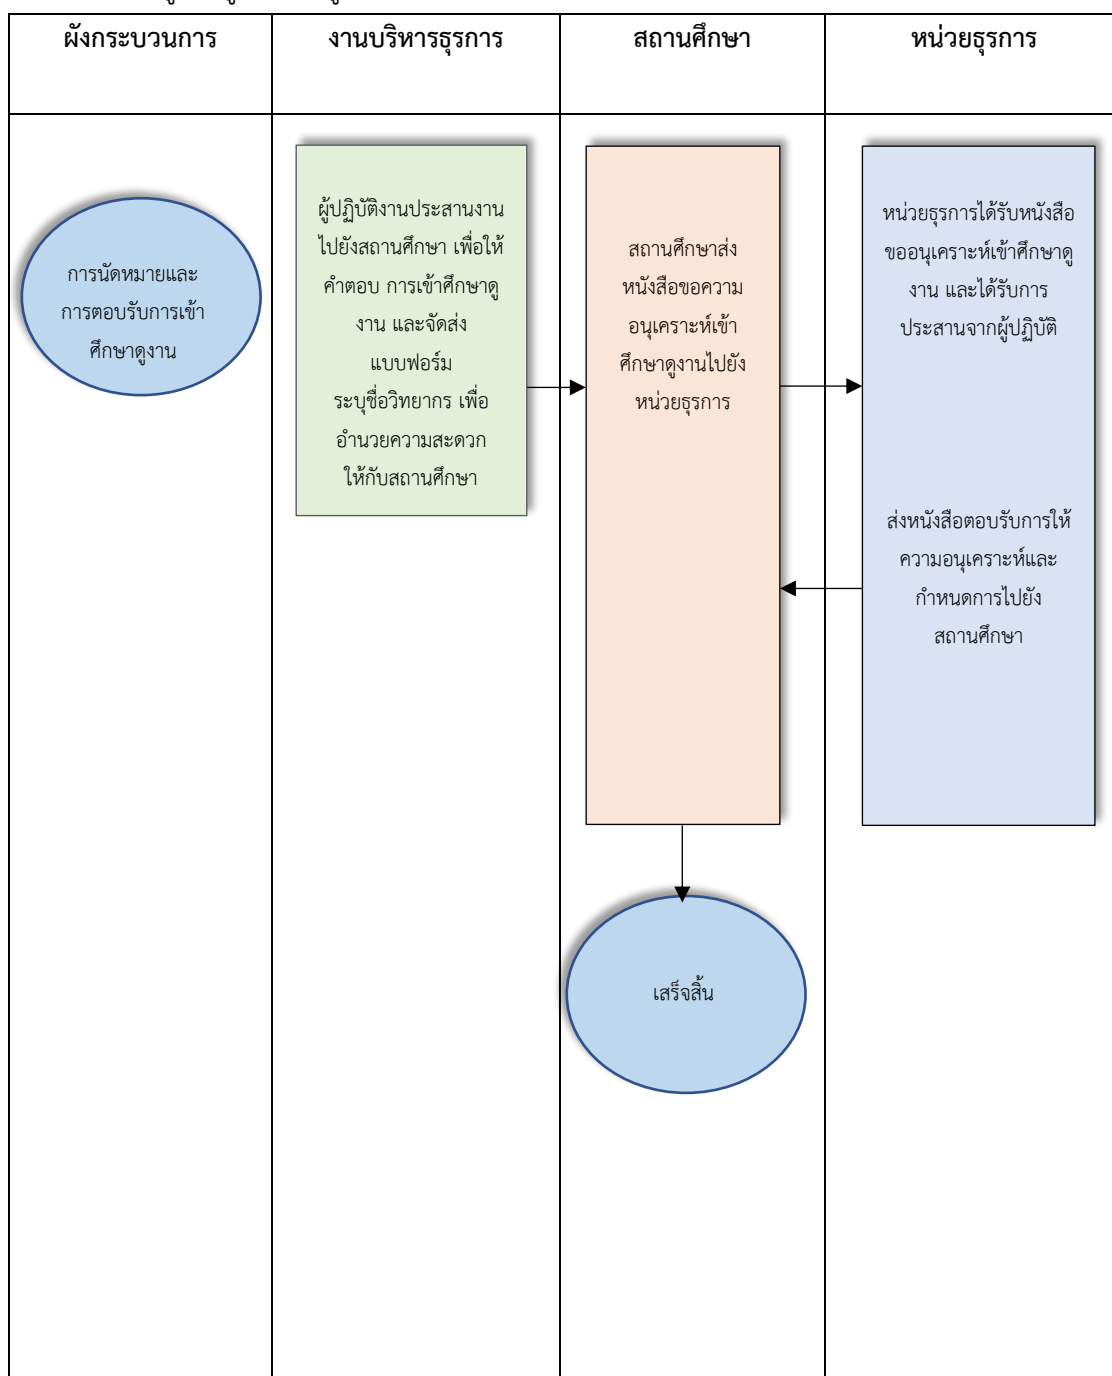 ผังกระบวนการ
งานบริหารธุรการ
สถานศึกษา
หน่วยธุรการ
การนัดหมายและ
การตอบรับการเข้า
ศึกษาดูงาน
ผู้ปฏิบัติงานประสานงาน
ไปยังสถานศึกษา เพื่อให้
คำตอบ การเข้าศึกษาดู
งาน และจัดส่ง
แบบฟอร์ม
ระบุชื่อวิทยากร เพื่อ
อำนวยความสะดวก
ให้กับสถานศึกษา
สถานศึกษาส่ง
หนังสือขอความ
อนุเคราะห์เข้า
ศึกษาดูงานไปยัง
หน่วยธุรการ
หน่วยธุรการได้รับหนังสือ
ขออนุเคราะห์เข้าศึกษาดู
งาน และได้รับการ
ประสานจากผู้ปฏิบัติ
ส่งหนังสือตอบรับการให้
ความอนุเคราะห์และ
กำหนดการไปยัง
สถานศึกษา
เสร็จสิ้น